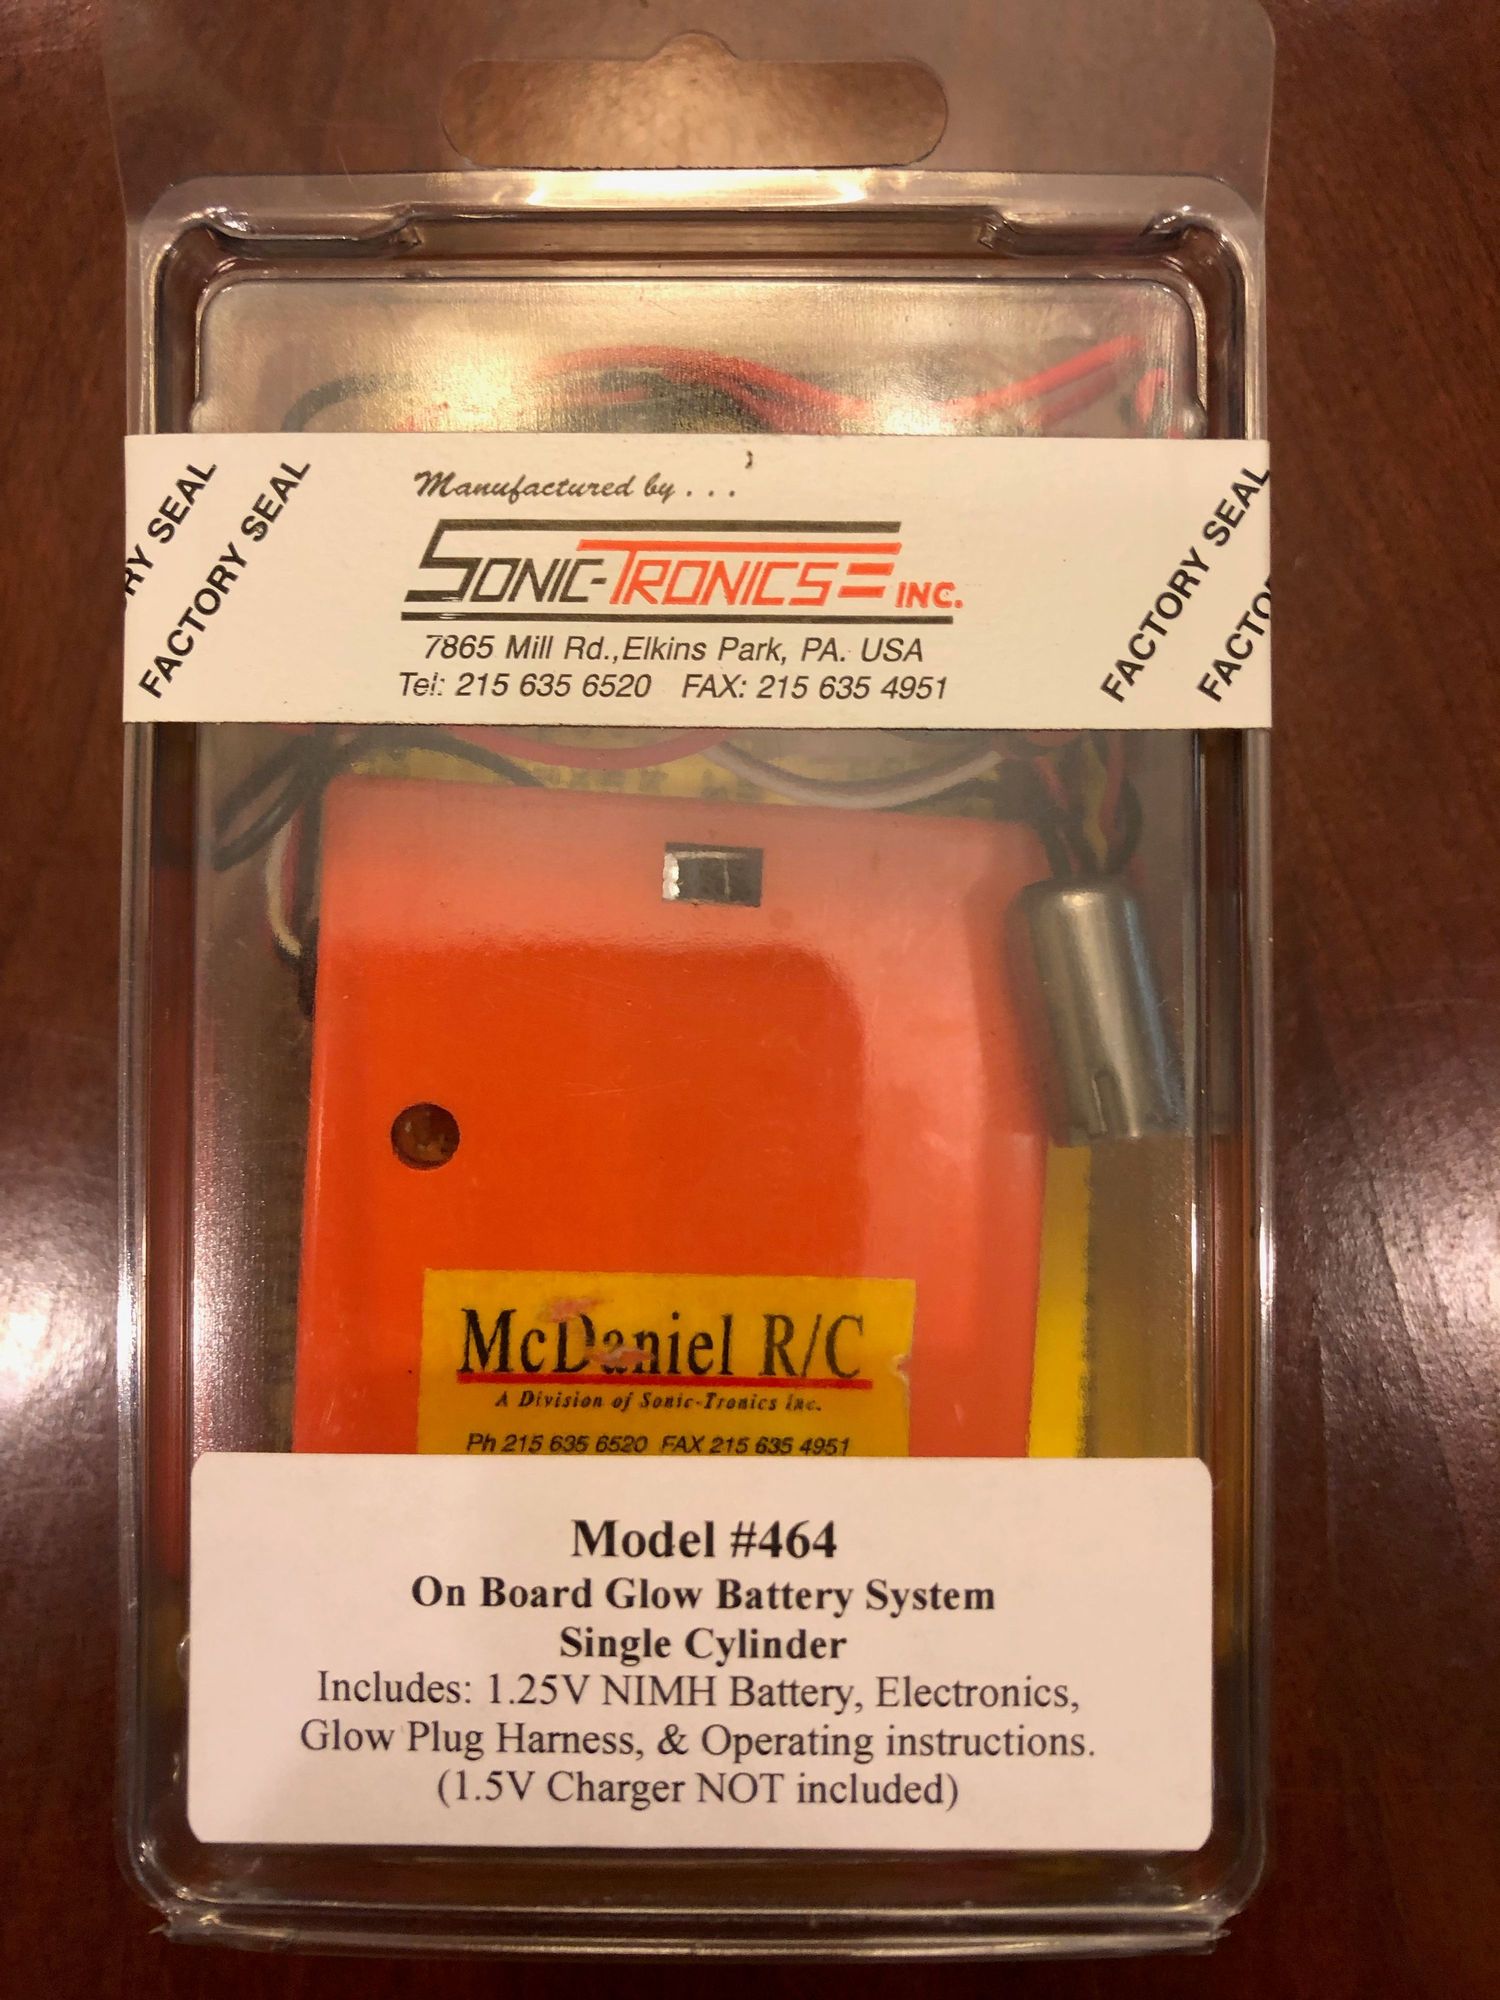 Manufactured by . . .
SONIC-TRONICS INC.
7865 Mill Rd.,Elkins Park, PA. USA
Tel: 215 635 6520 FAX: 215 635 4951
RY SEAL
FACTORY SEAL
FACTORY SEAL
FACTO
McDaniel R/C
A Division of Sonic-Tronics Inc.
Ph 215 635 6520 FAX 215 635 4951
Model #464
On Board Glow Battery System
Single Cylinder
Includes: 1.25V NIMH Battery, Electronics,
Glow Plug Harness, & Operating instructions.
(1.5V Charger NOT included)